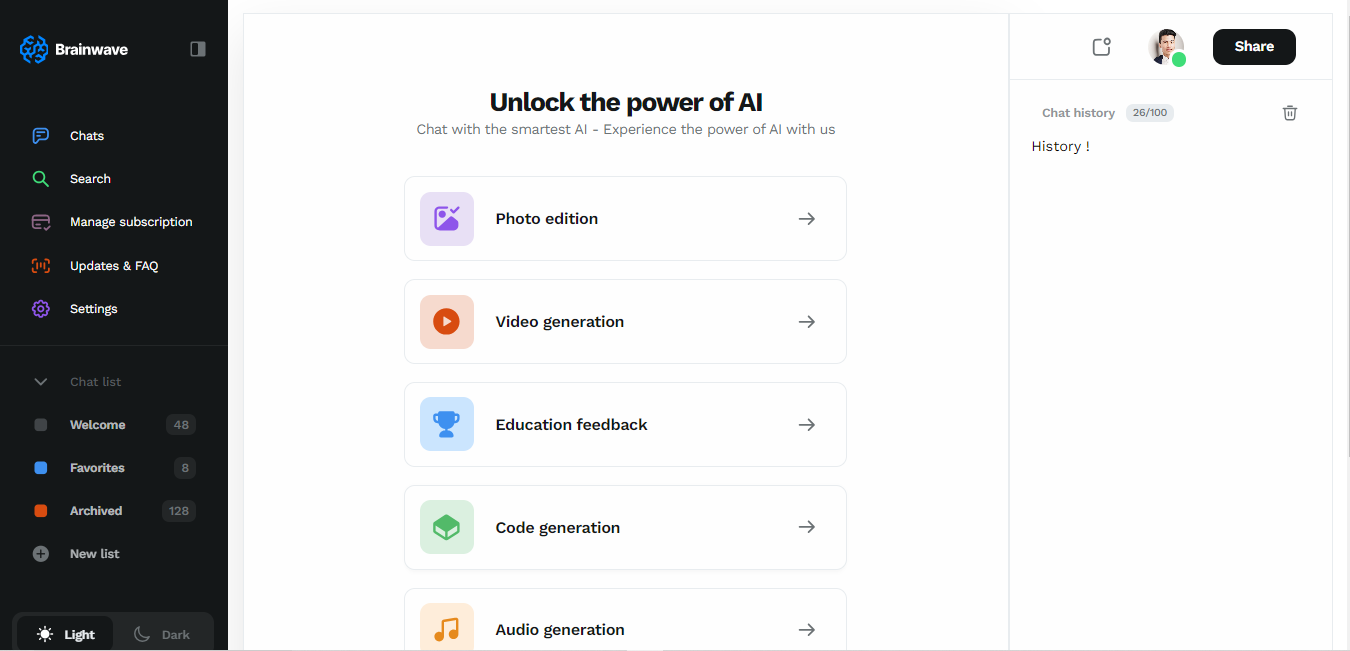 Brainwave
Chats
Search
Manage subscription
Updates & FAQ
Settings
Chat list
Welcome 48
Favorites 8
Archived 128
New list
Light Dark
Unlock the power of AI
Chat with the smartest AI - Experience the power of AI with us
Photo edition
Video generation
Education feedback
Code generation
Audio generation
Share
Chat history 26/100
History !